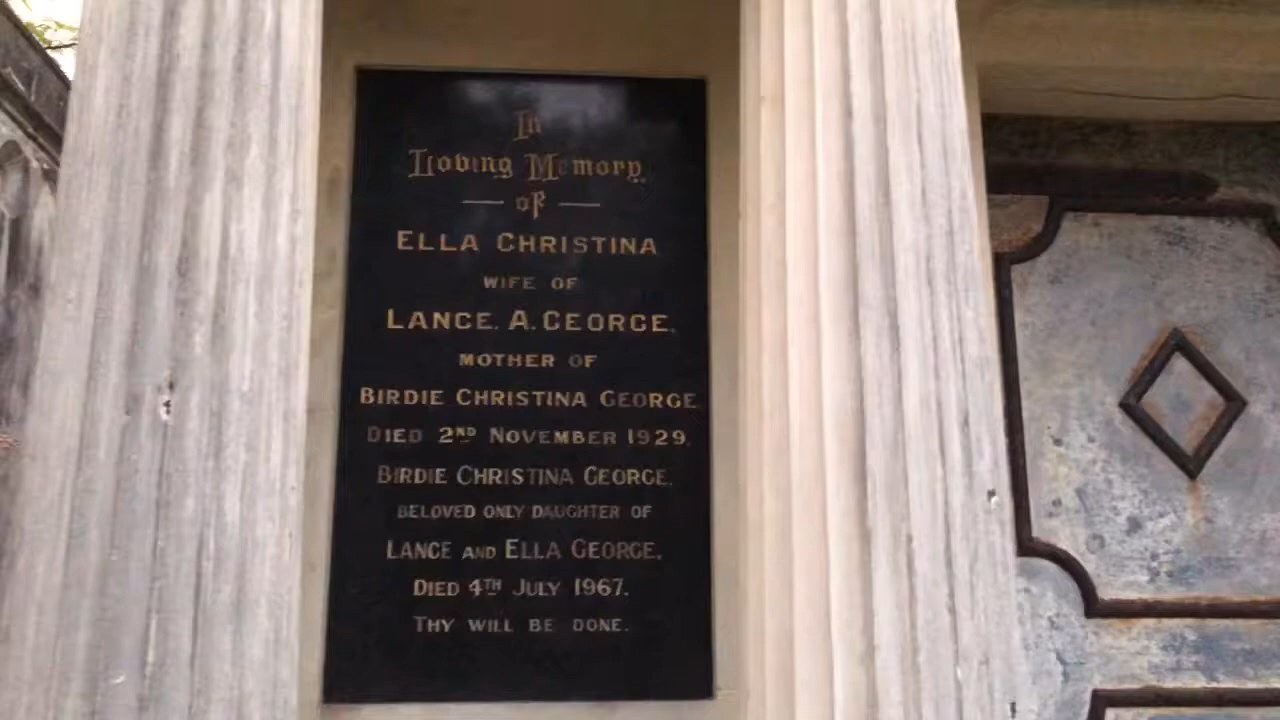 In
Loving Memory
of
ELLA CHRISTINA
WIFE OF
LANCE. A. GEORGE.
MOTHER OF
BIRDIE CHRISTINA GEORGE
DIED 2ND NOVEMBER 1929.
BIRDIE CHRISTINA GEORGE.
BELOVED ONLY DAUGHTER OF
LANCE AND ELLA GEORGE.
DIED 4TH JULY 1967.
THY WILL BE DONE.